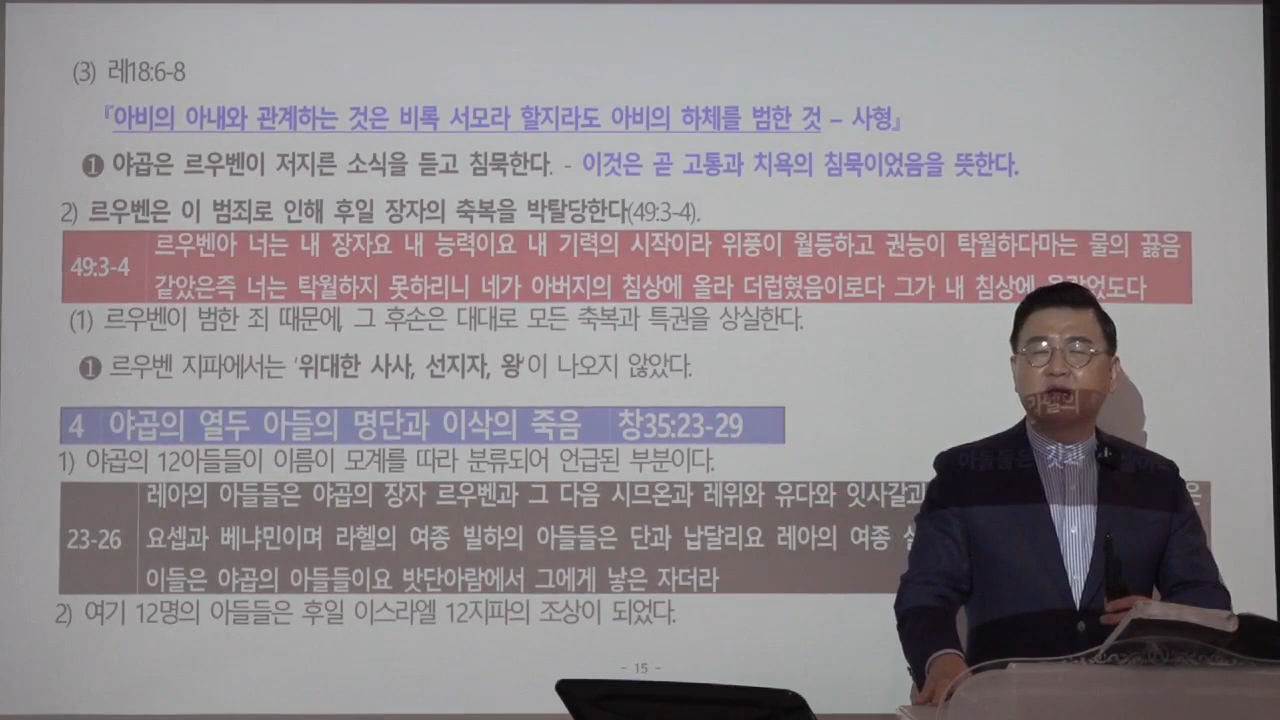 (3) 레18:6-8
『아비의 아내와 관계하는 것은 비록 서모라 할지라도 아비의 하체를 범한 것 – 사형』
❶ 야곱은 르우벤이 저지른 소식을 듣고 침묵한다. - 이것은 곧 고통과 치욕의 침묵이었음을 뜻한다.
2) 르우벤은 이 범죄로 인해 후일 장자의 축복을 박탈당한다(49:3-4).
49:3-4 르우벤아 너는 내 장자요 내 능력이요 내 기력의 시작이라 위풍이 월등하고 권능이 탁월하다마는 물의 끓음
같았은즉 너는 탁월하지 못하리니 네가 아버지의 침상에 올라 더럽혔음이로다 그가 내 침상에 올랐었도다
(1) 르우벤이 범한 죄 때문에, 그 후손은 대대로 모든 축복과 특권을 상실한다.
❶ 르우벤 지파에서는 '위대한 사사, 선지자, 왕'이 나오지 않았다.
4 야곱의 열두 아들의 명단과 이삭의 죽음 창35:23-29
1) 야곱의 12아들들이 이름이 모계를 따라 분류되어 언급된 부분이다.
레아의 아들들은 야곱의 장자 르우벤과 그 다음 시므온과 레위와 유다와 잇사갈과 라헬의 아들들은
23-26 요셉과 베냐민이며 라헬의 여종 빌하의 아들들은 단과 납달리요 레아의 여종
이들은 야곱의 아들들이요 밧단아람에서 그에게 낳은 자더라
2) 여기 12명의 아들들은 후일 이스라엘 12지파의 조상이 되었다.
- 15 -